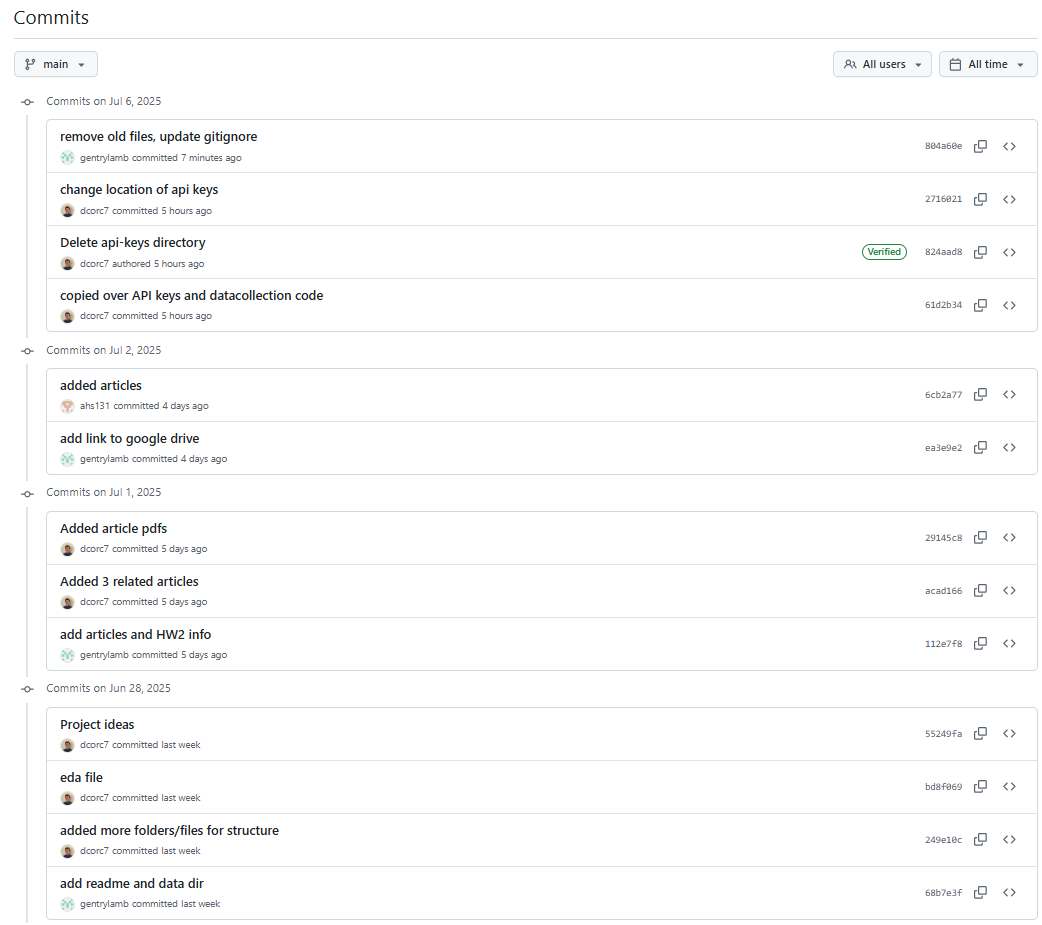 Commits
main
All users
All time
Commits on Jul 6, 2025
remove old files, update gitignore
gentrylamb committed 7 minutes ago
804a60e
change location of api keys
dcorc7 committed 5 hours ago
2716021
Delete api-keys directory
dcorc7 authored 5 hours ago
Verified
824aad8
copied over API keys and datacollection code
dcorc7 committed 5 hours ago
61d2b34
Commits on Jul 2, 2025
added articles
ahs131 committed 4 days ago
6cb2a77
add link to google drive
gentrylamb committed 4 days ago
ea3e9e2
Commits on Jul 1, 2025
Added article pdfs
dcorc7 committed 5 days ago
29145c8
Added 3 related articles
dcorc7 committed 5 days ago
acad166
add articles and HW2 info
gentrylamb committed 5 days ago
112e7f8
Commits on Jun 28, 2025
Project ideas
dcorc7 committed last week
55249fa
eda file
dcorc7 committed last week
bd8f069
added more folders/files for structure
dcorc7 committed last week
249e10c
add readme and data dir
gentrylamb committed last week
68b7e3f